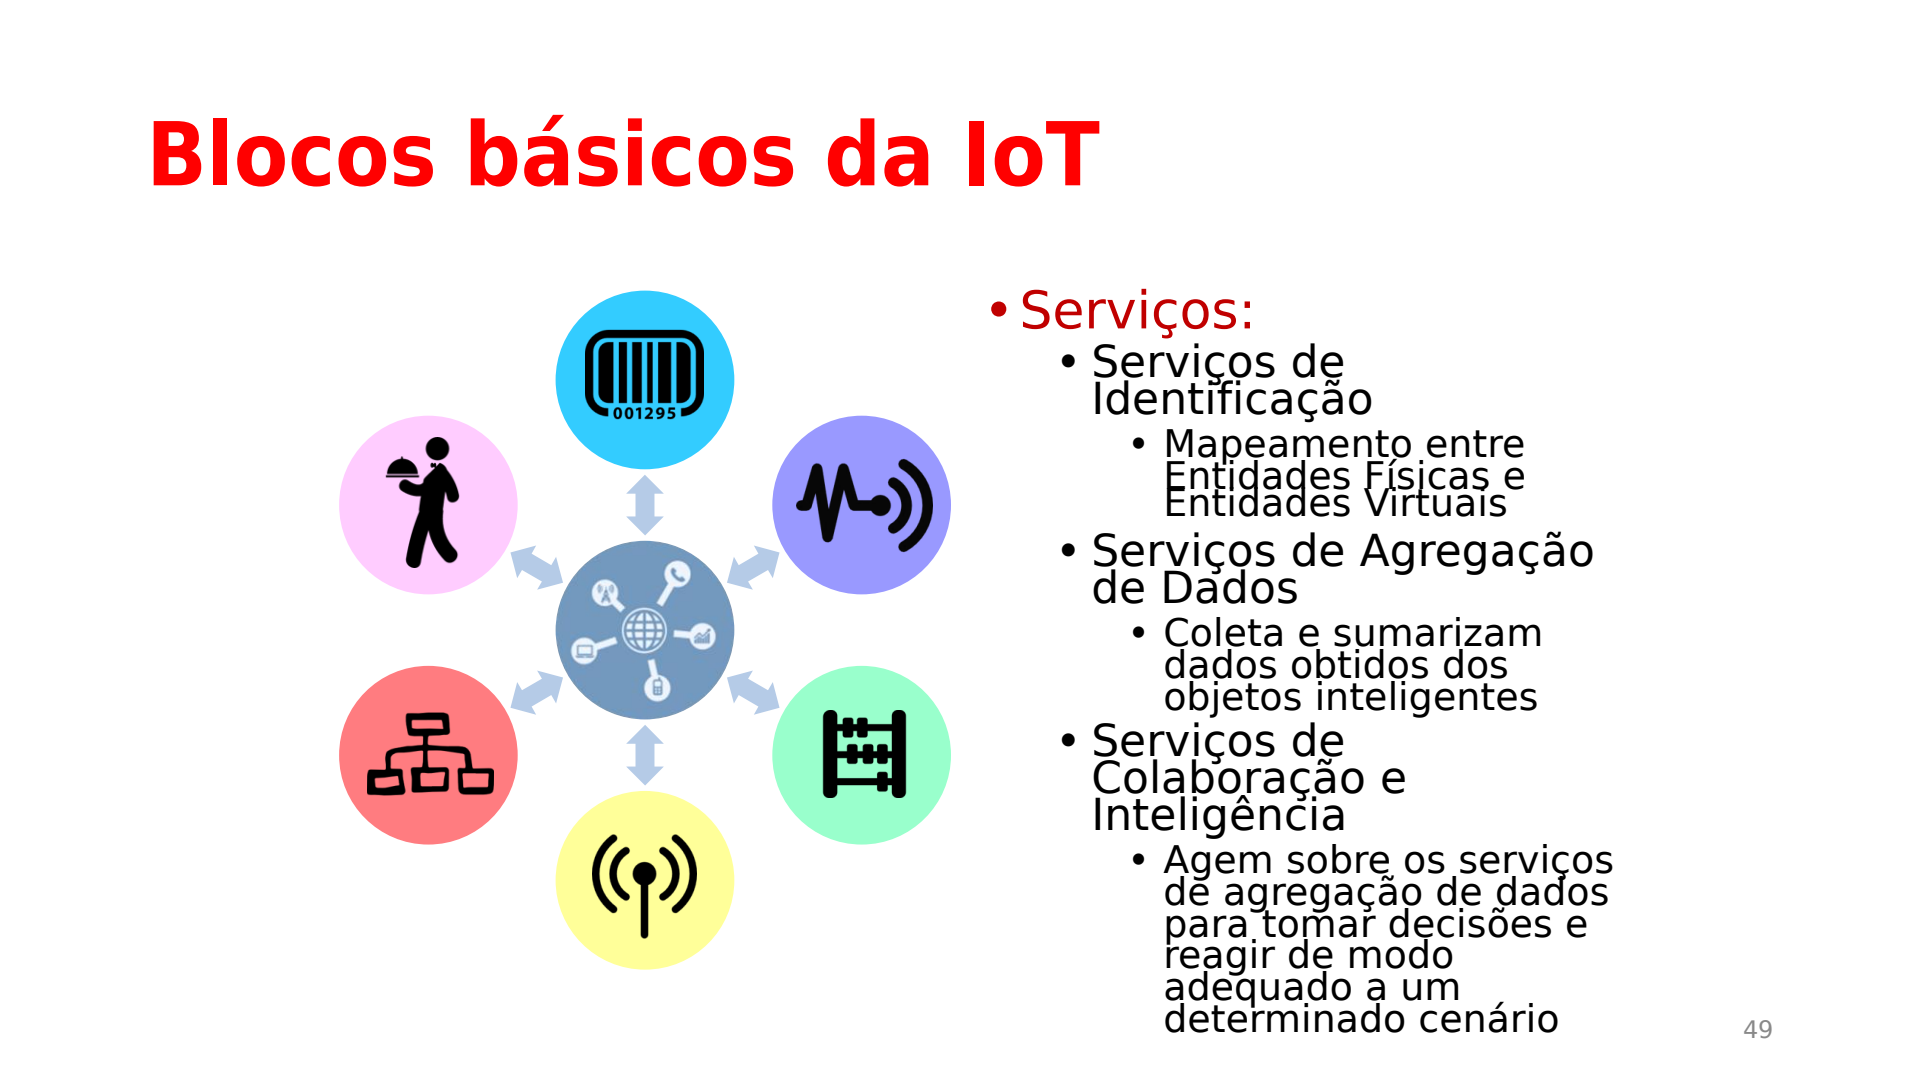 Blocos básicos da IoT
001295
• Serviços:
• Serviços de
Identificação
• Mapeamento entre
Entidades Físicas e
Entidades Virtuais
• Serviços de Agregação
de Dados
• Coleta e sumarizam
dados obtidos dos
objetos inteligentes
• Serviços de
Colaboração e
Inteligência
• Agem sobre os serviços
de agregação de dados
para tomar decisões e
reagir de modo
adequado a um
determinado cenário
49